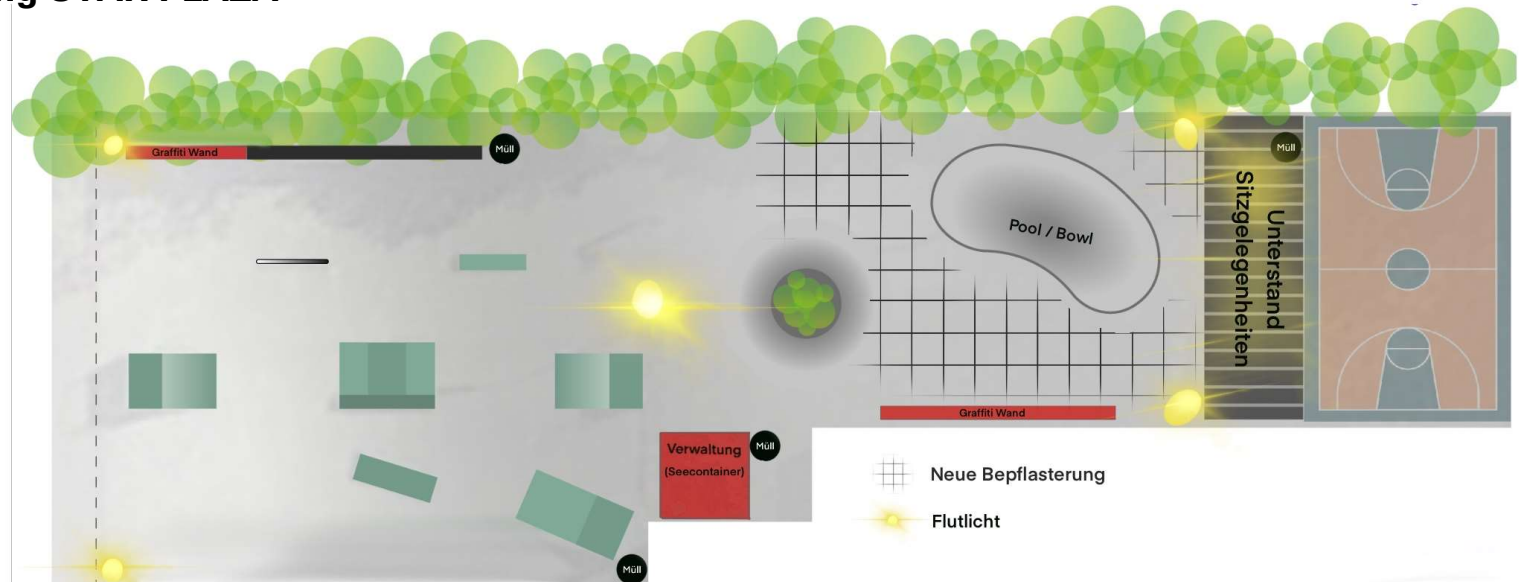 Graffiti Wand
Müll
Müll
Pool / Bowl
Unterstand
Sitzgelegenheiten
Graffiti Wand
Verwaltung
(Seecontainer)
Müll
Neue Bepflasterung
Flutlicht
Müll